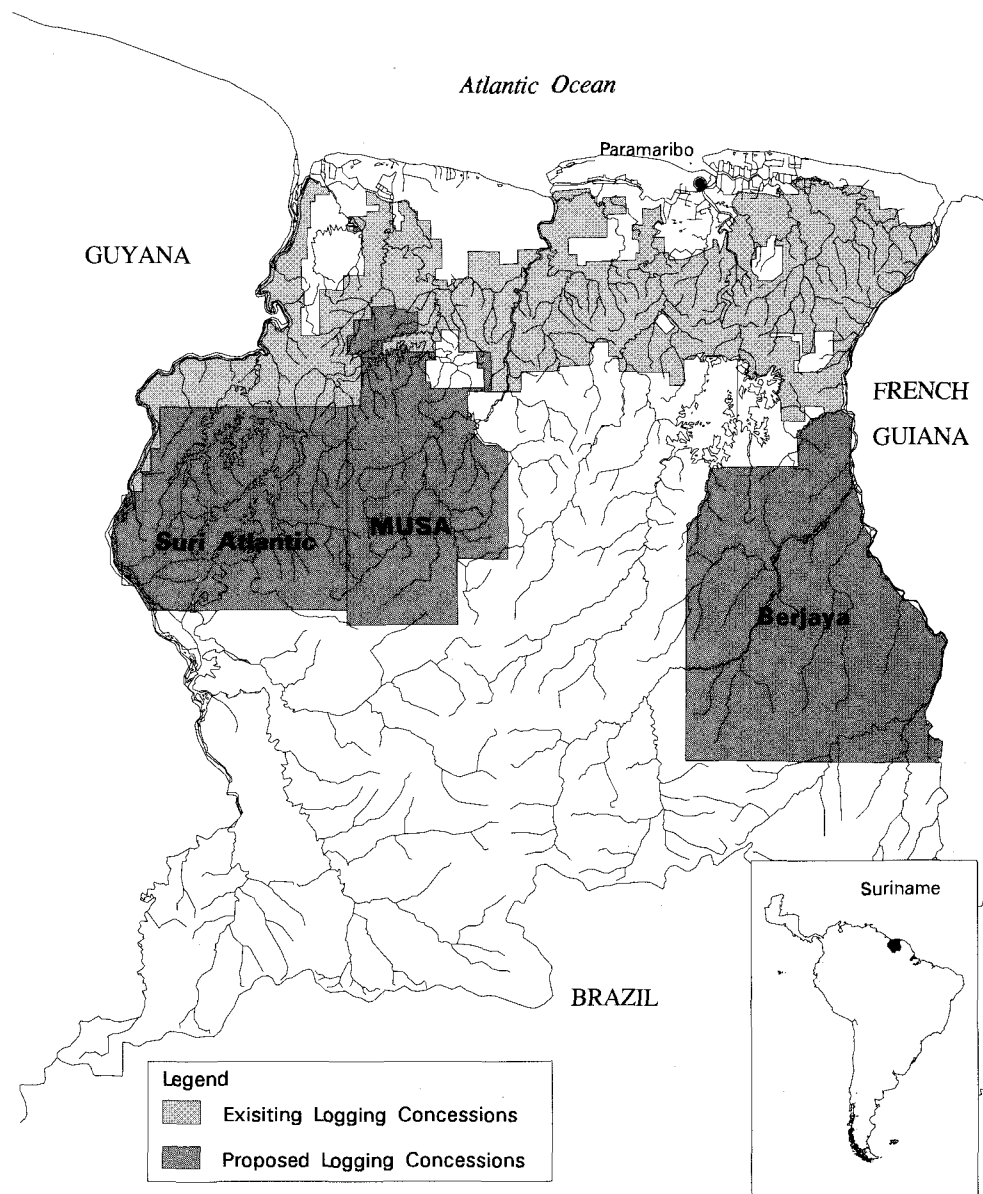 Atlantic Ocean
Paramaribo
GUYANA
FRENCH
GUIANA
Suri Atlantic
MUSA
Berjaya
Suriname
BRAZIL
Legend
Exisiting Logging Concessions
Proposed Logging Concessions